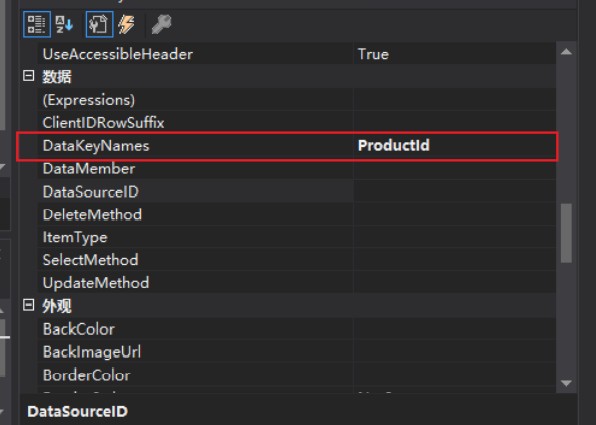 UseAccessibleHeader True
数据
(Expressions)
ClientIDRowSuffix
DataKeyNames ProductId
DataMember
DataSourceID
DeleteMethod
ItemType
SelectMethod
UpdateMethod
外观
BackColor
BackImageUrl
BorderColor
DataSourceID